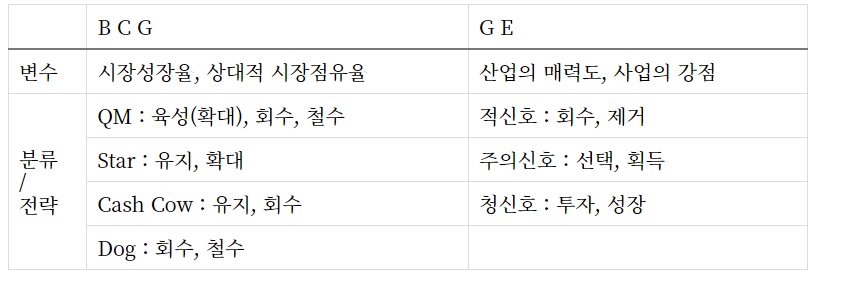 B C G G E
변수 시장성장율, 상대적 시장점유율 산업의 매력도, 사업의 강점
분류 / 전략 QM : 육성(확대), 회수, 철수 적신호 : 회수, 제거
Star : 유지, 확대 주의신호 : 선택, 획득
Cash Cow : 유지, 회수 청신호 : 투자, 성장
Dog : 회수, 철수